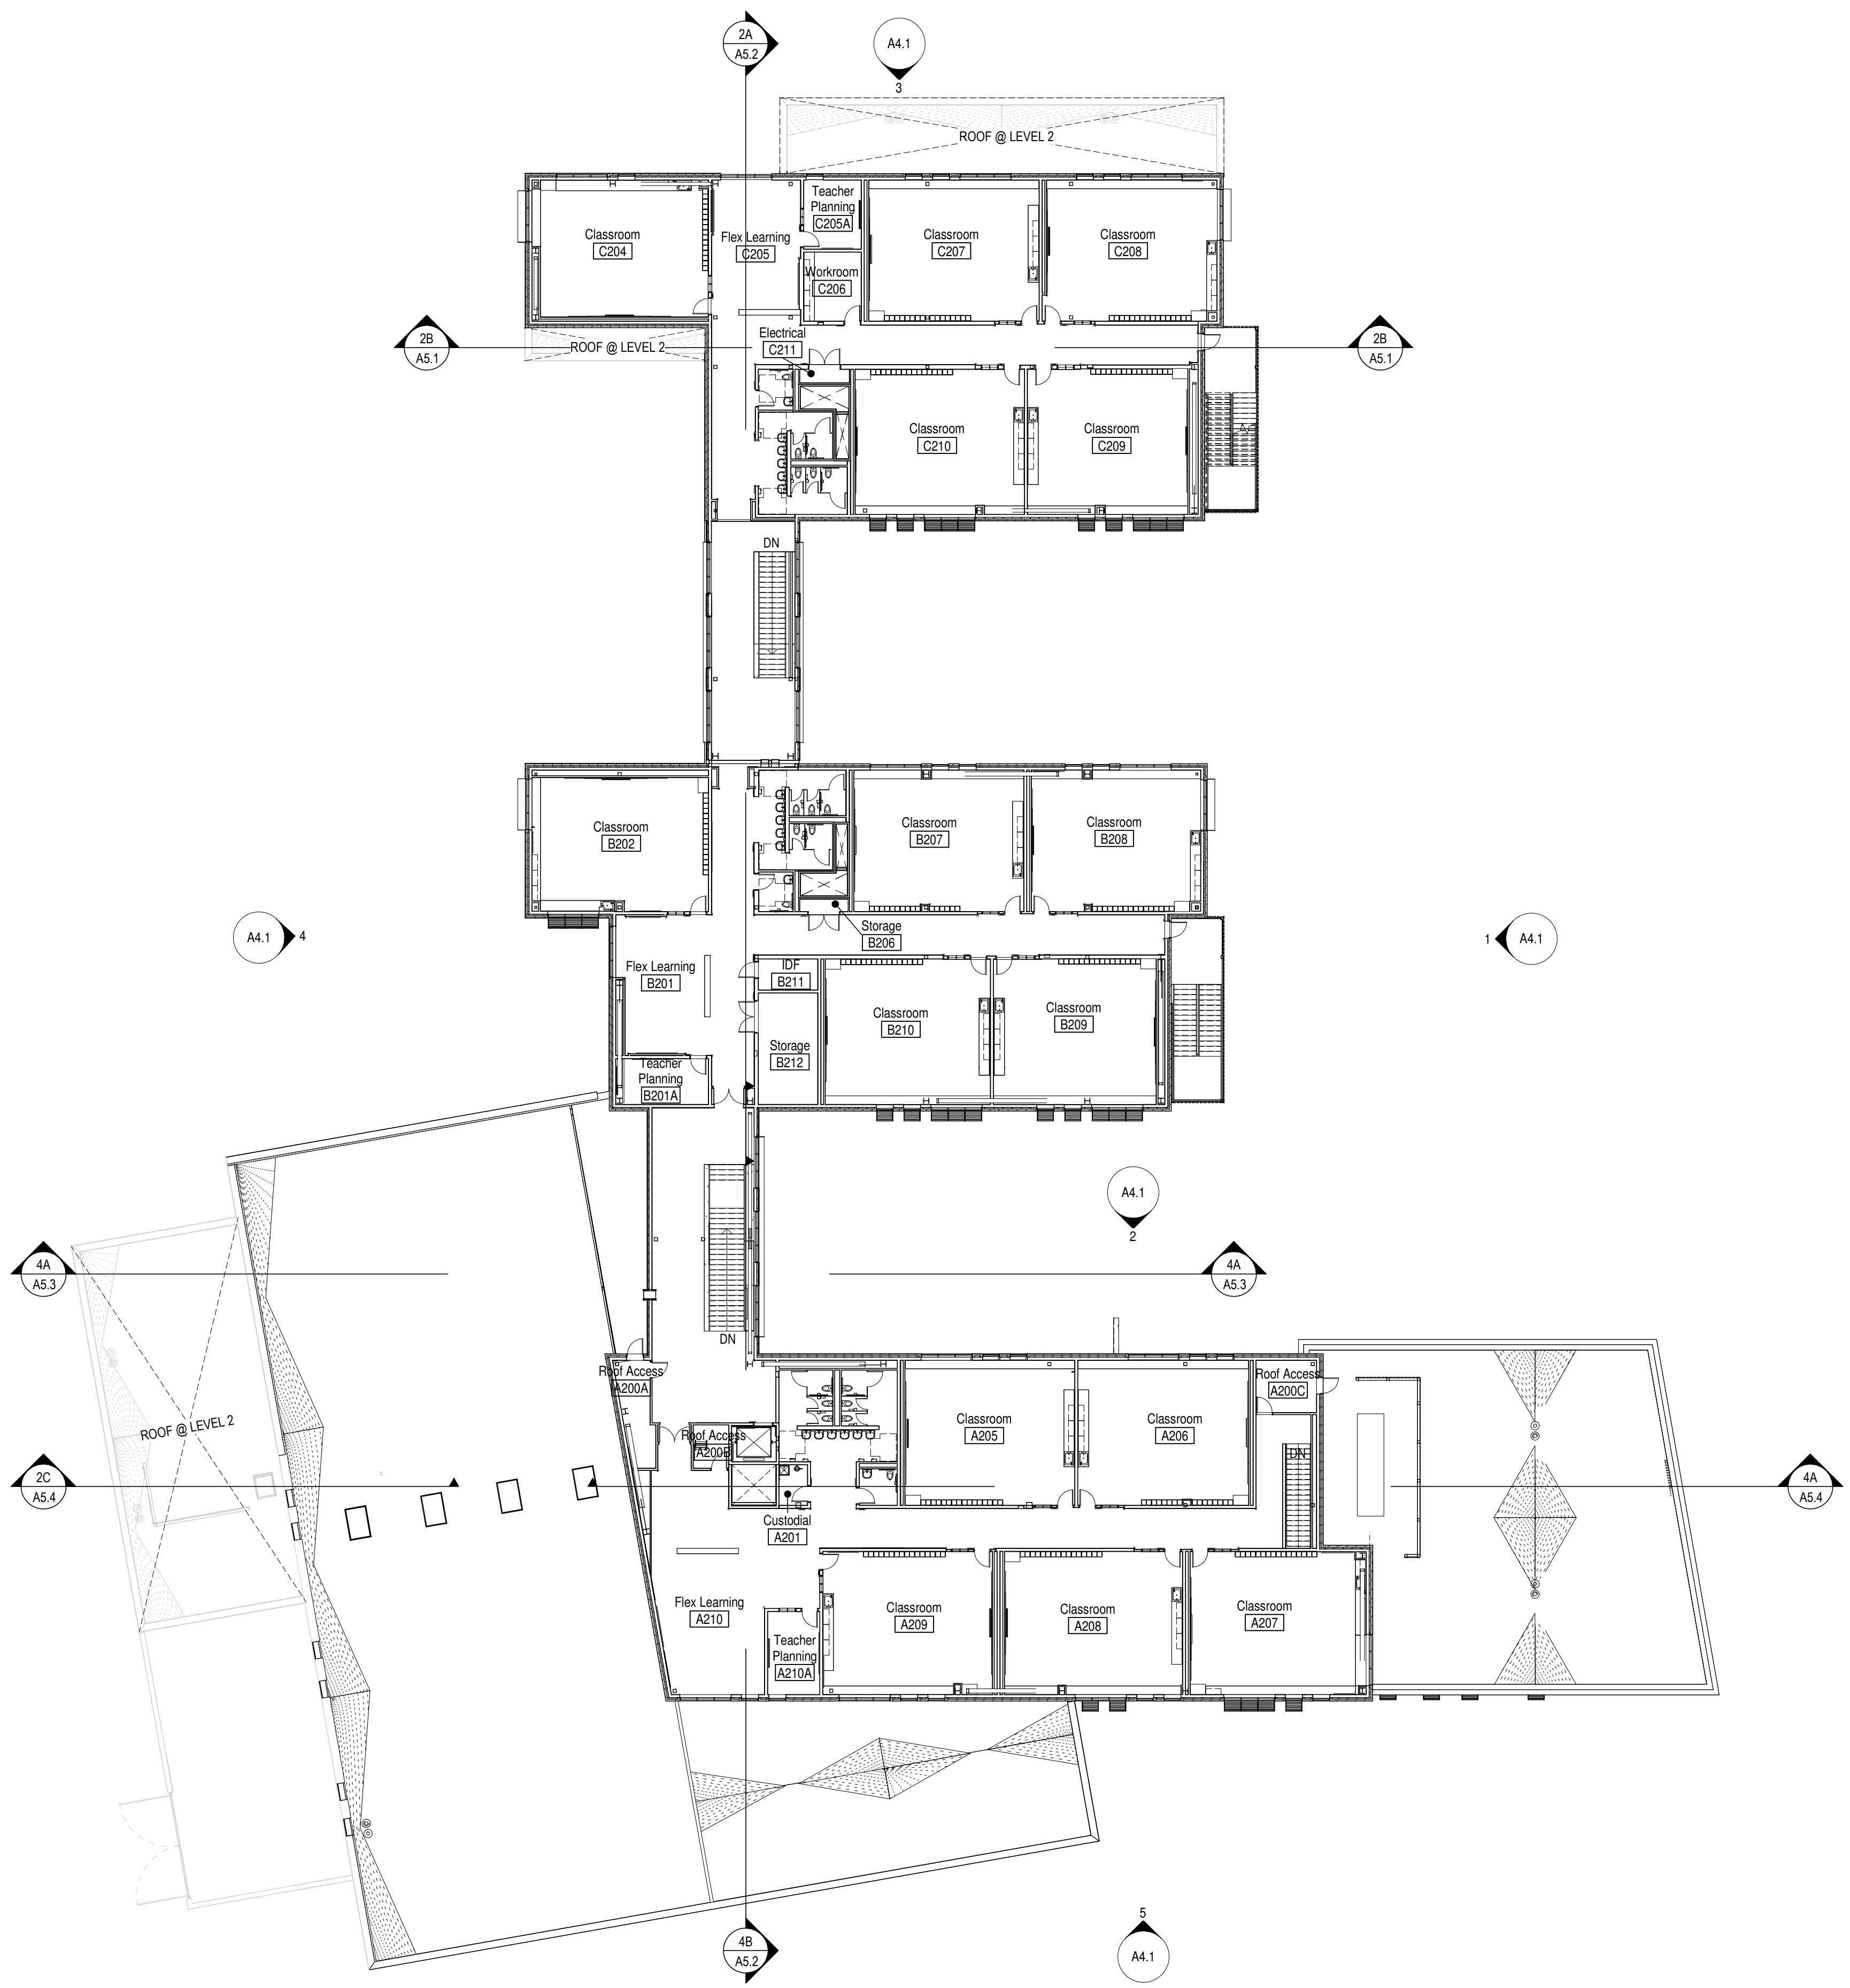 2A
A5.2
A4.1
3
ROOF @ LEVEL 2
Teacher
Planning
C205A
Classroom
C204
Flex Learning
C205
Classroom
C207
Classroom
C208
Workroom
C206
Electrical
C211
2B
A5.1
ROOF @ LEVEL 2
2B
A5.1
Classroom
C210
Classroom
C209
DN
Classroom
B202
Classroom
B207
Classroom
B208
Storage
B206
A4.1
4
1
A4.1
Flex Learning
B201
IDF
B211
Classroom
B210
Classroom
B209
Storage
B212
Teacher
Planning
B201A
A4.1
2
4A
A5.3
4A
A5.3
DN
Roof Access
A200A
Roof Access
A200C
ROOF @ LEVEL 2
Roof Access
A200B
Classroom
A205
Classroom
A206
DN
2C
A5.4
4A
A5.4
Custodial
A201
Flex Learning
A210
Classroom
A209
Classroom
A208
Classroom
A207
Teacher
Planning
A210A
4B
A5.2
5
A4.1